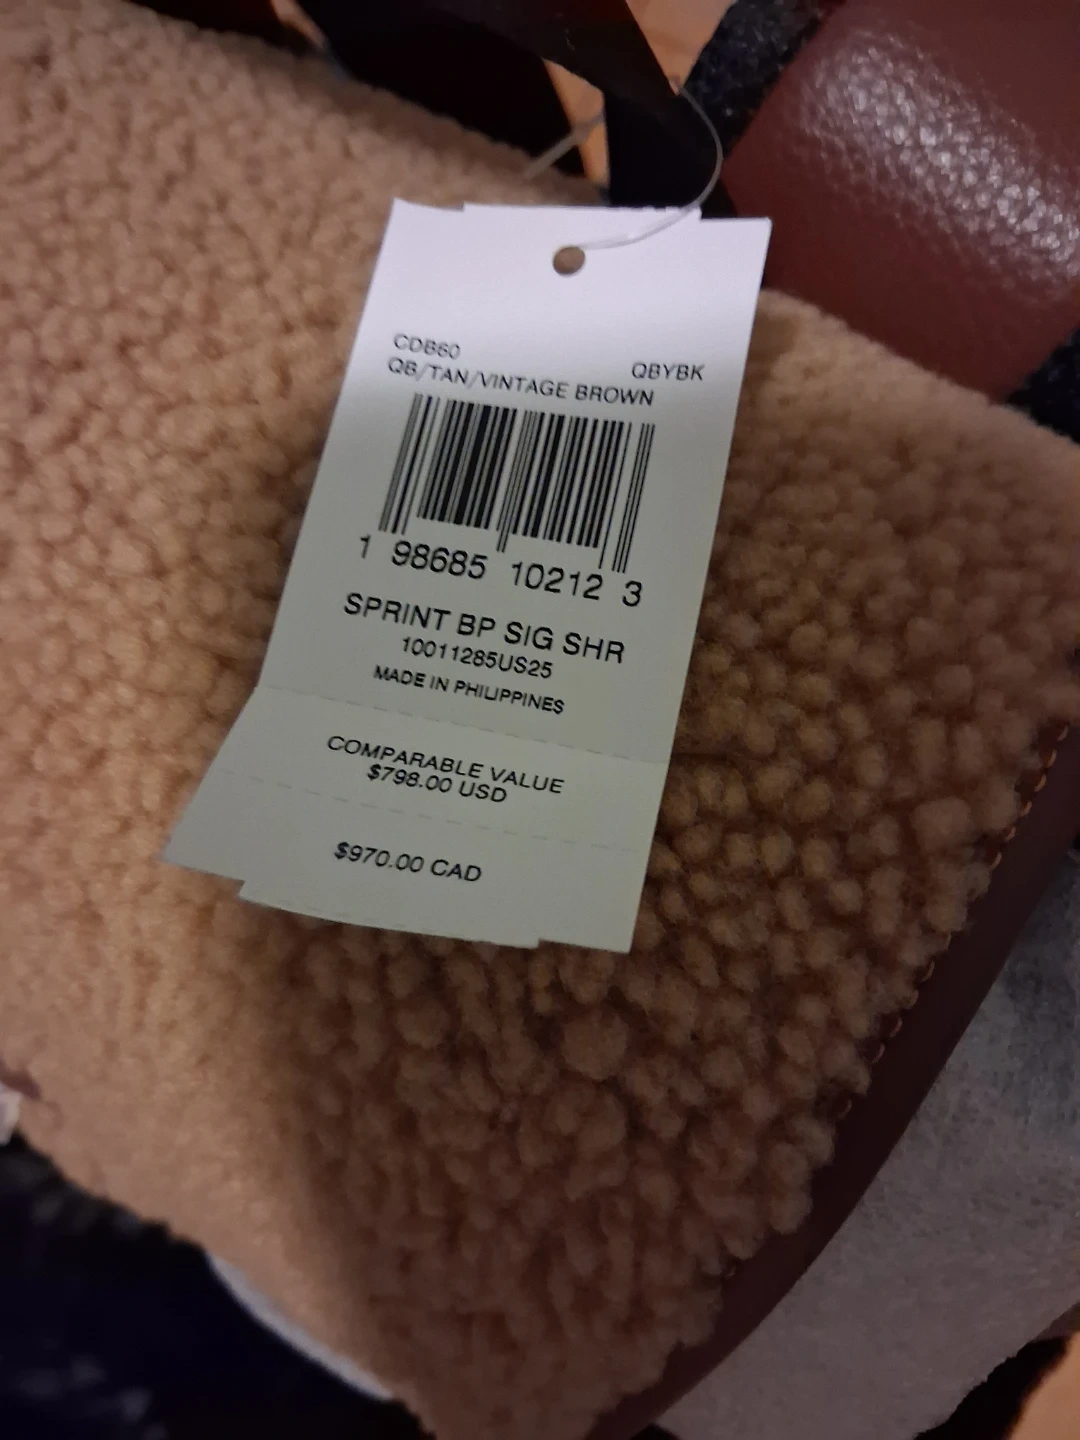 CDB60
QBYBK
QB/TAN/VINTAGE BROWN
1 98685 10212 3
SPRINT BP SIG SHR
10011285US25
MADE IN PHILIPPINES
COMPARABLE VALUE
$798.00 USD
$970.00 CAD